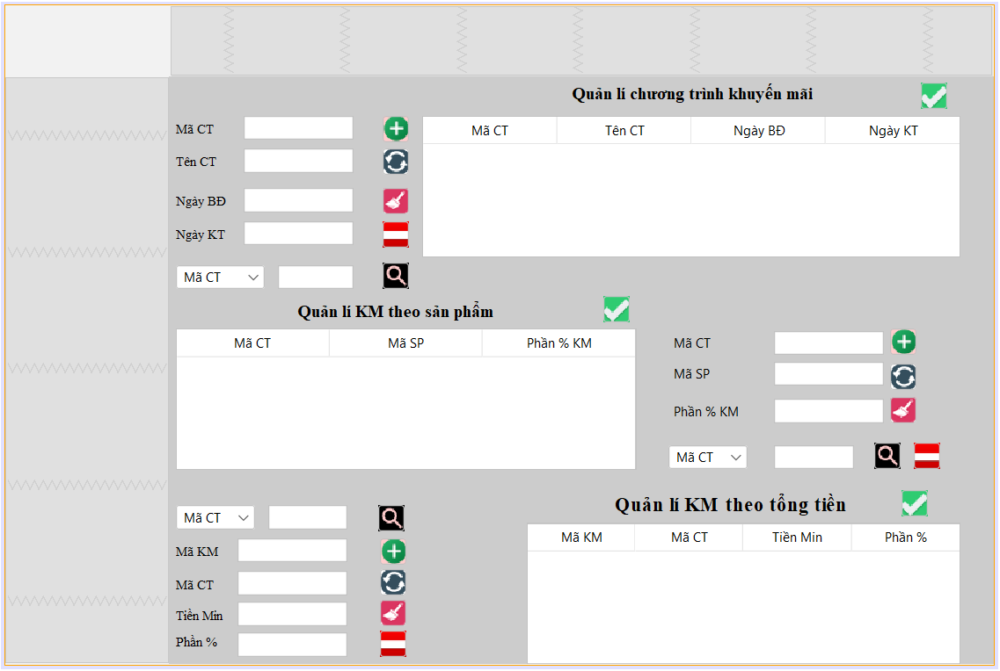 Quản lí chương trình khuyến mãi
Mã CT
Tên CT
Ngày BĐ
Ngày KT
Mã CT
Mã CT Tên CT Ngày BĐ Ngày KT
Quản lí KM theo sản phẩm
Mã CT Mã SP Phần % KM
Mã CT
Mã SP
Phần % KM
Mã CT
Quản lí KM theo tổng tiền
Mã CT
Mã KM
Mã CT
Tiền Min
Phần %
Mã KM Mã CT Tiền Min Phần %